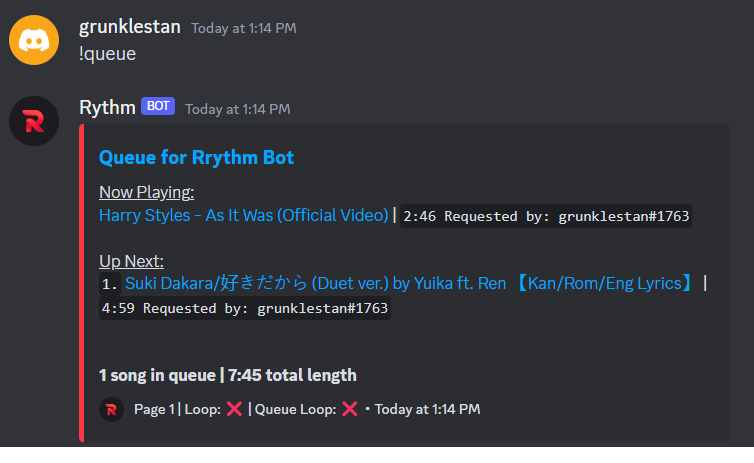 grunklestan Today at 1:14 PM
!queue
Rythm BOT Today at 1:14 PM
Queue for Rrythm Bot
Now Playing:
Harry Styles - As It Was (Official Video) | 2:46 Requested by: grunklestan#1763
Up Next:
1. Suki Dakara/好きだから (Duet ver.) by Yuika ft. Ren 【Kan/Rom/Eng Lyrics】 |
4:59 Requested by: grunklestan#1763
1 song in queue | 7:45 total length
Page 1 | Loop: ❌ | Queue Loop: ❌ • Today at 1:14 PM